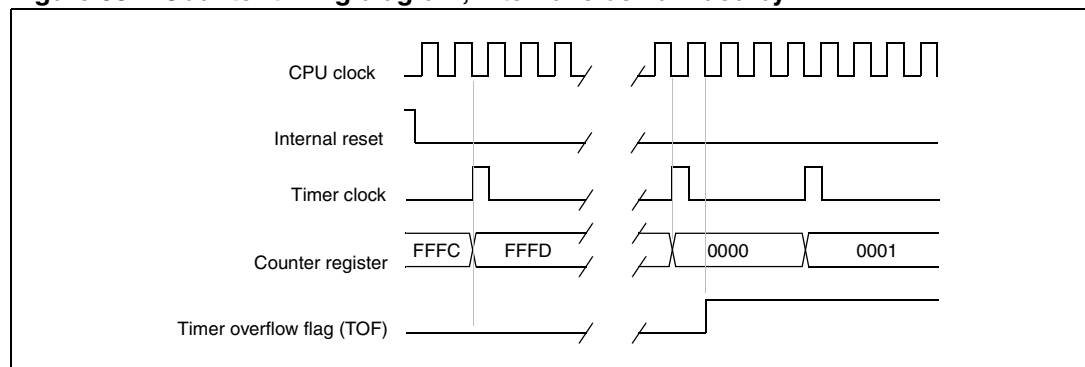 CPU clock
Internal reset
Timer clock
FFFC FFFD 0000 0001
Counter register
Timer overflow flag (TOF)